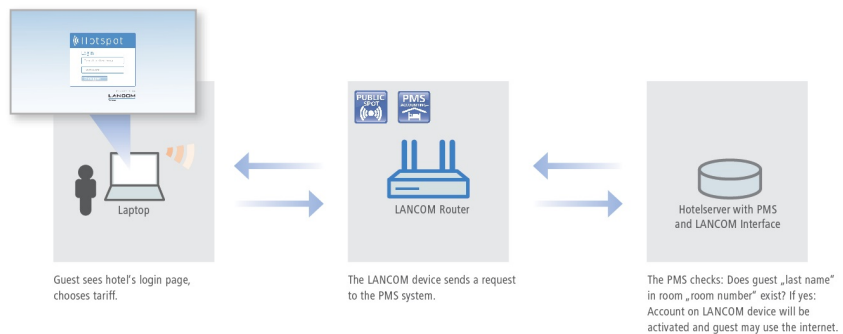 Hotspot
Login
LANCOM
PUBLIC
SPOT
PMS
ACCOUNTING
Laptop
LANCOM Router
Hotelserver with PMS
and LANCOM Interface
Guest sees hotel's login page,
chooses tariff.
The LANCOM device sends a request
to the PMS system.
The PMS checks: Does guest „last name”
in room „room number” exist? If yes:
Account on LANCOM device will be
activated and guest may use the internet.